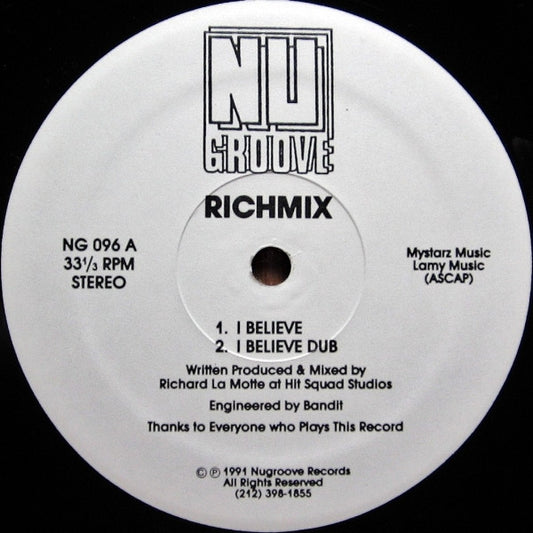 NU
GROOVE
RICHMIX
NG 096 A
33⅓ RPM
STEREO
Mystarz Music
Lamy Music
(ASCAP)
1. I BELIEVE
2. I BELIEVE DUB
Written Produced & Mixed by
Richard La Motte at Hit Squad Studios
Engineered by Bandit
Thanks to Everyone who Plays This Record
© ℗ 1991 Nugroove Records
All Rights Reserved
(212) 398-1855